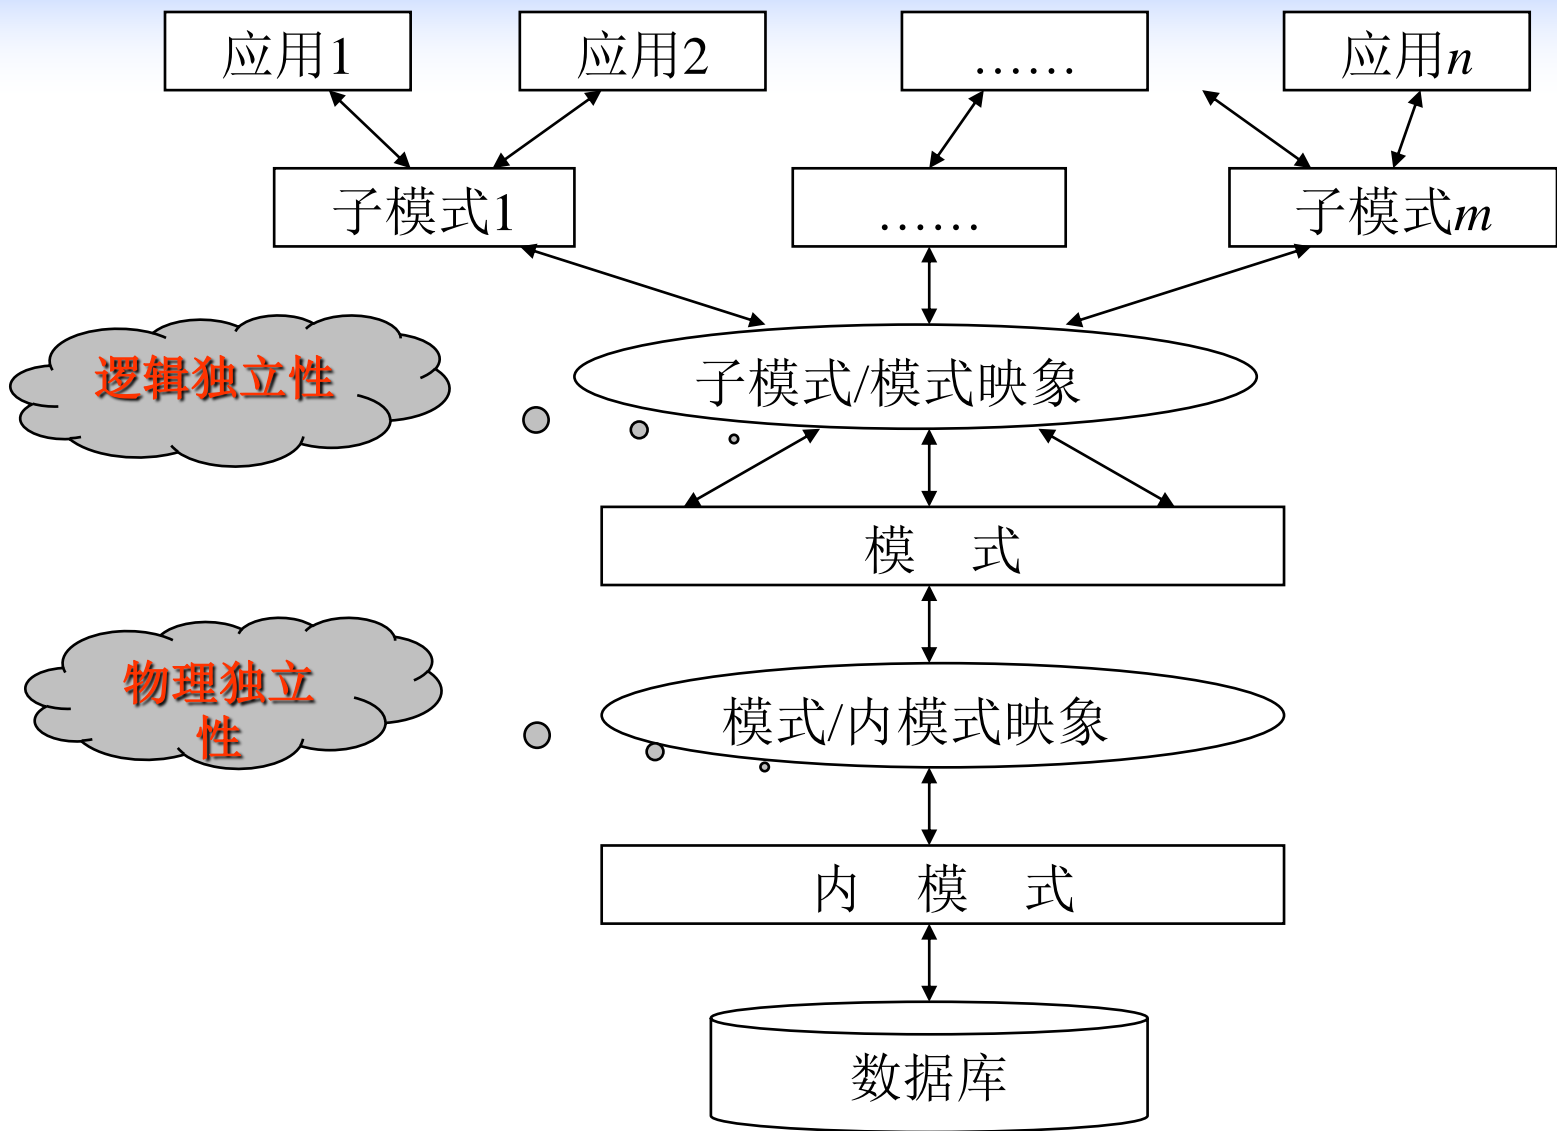 应用1
应用2
……
应用n
子模式1
……
子模式m
逻辑独立性
子模式/模式映象
模 式
物理独立
性
模式/内模式映象
内 模 式
数据库